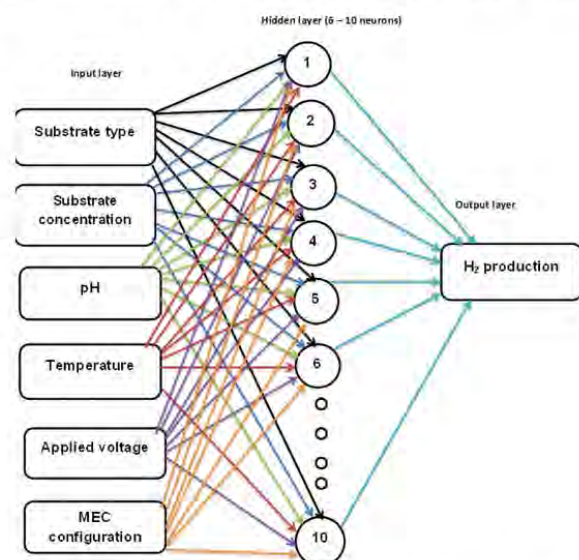 Hidden layer (6 – 10 neurons)
Input layer
Output layer
Substrate type
Substrate
concentration
pH
Temperature
Applied voltage
MEC
configuration
1
2
3
4
5
6
10
H₂ production